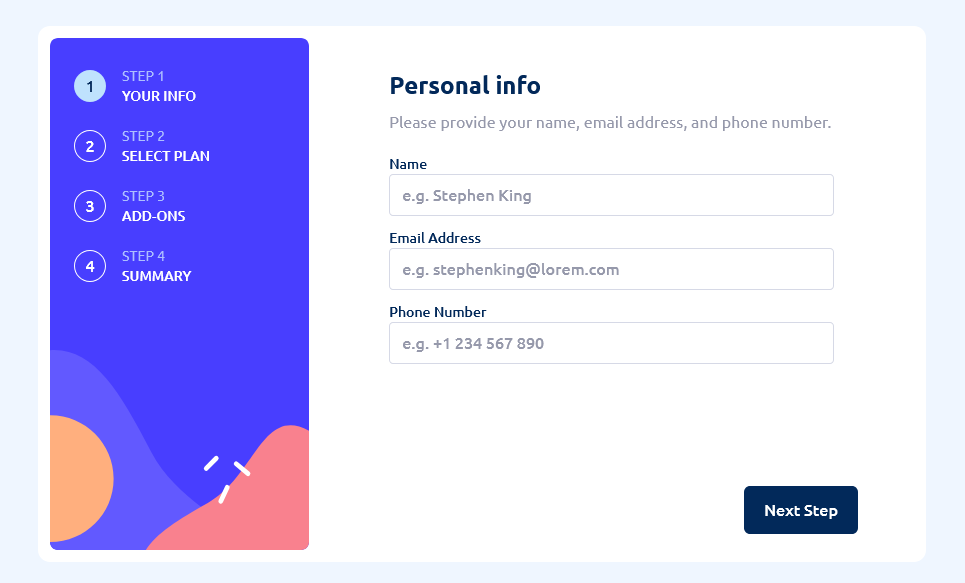 1
STEP 1
YOUR INFO
2
STEP 2
SELECT PLAN
3
STEP 3
ADD-ONS
4
STEP 4
SUMMARY
Personal info
Please provide your name, email address, and phone number.
Name
e.g. Stephen King
Email Address
e.g. stephenking@lorem.com
Phone Number
e.g. +1 234 567 890
Next Step